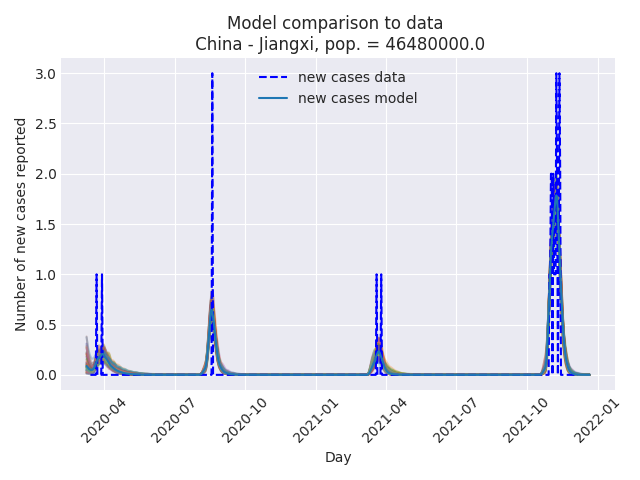 Model comparison to data
China - Jiangxi, pop. = 46480000.0
new cases data
new cases model
Number of new cases reported
3.0
2.5
2.0
1.5
1.0
0.5
0.0
2020-04
2020-07
2020-10
2021-01
2021-04
2021-07
2021-10
2022-01
Day